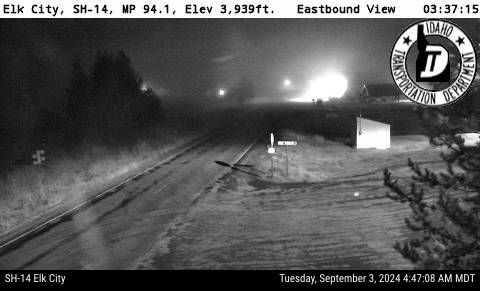 Elk City, SH-14, MP 94.1, Elev 3,939ft. Eastbound View 03:37:15
IDAHO
TRANSPORTATION DEPARTMENT
SH-14 Elk City Tuesday, September 3, 2024 4:47:08 AM MDT